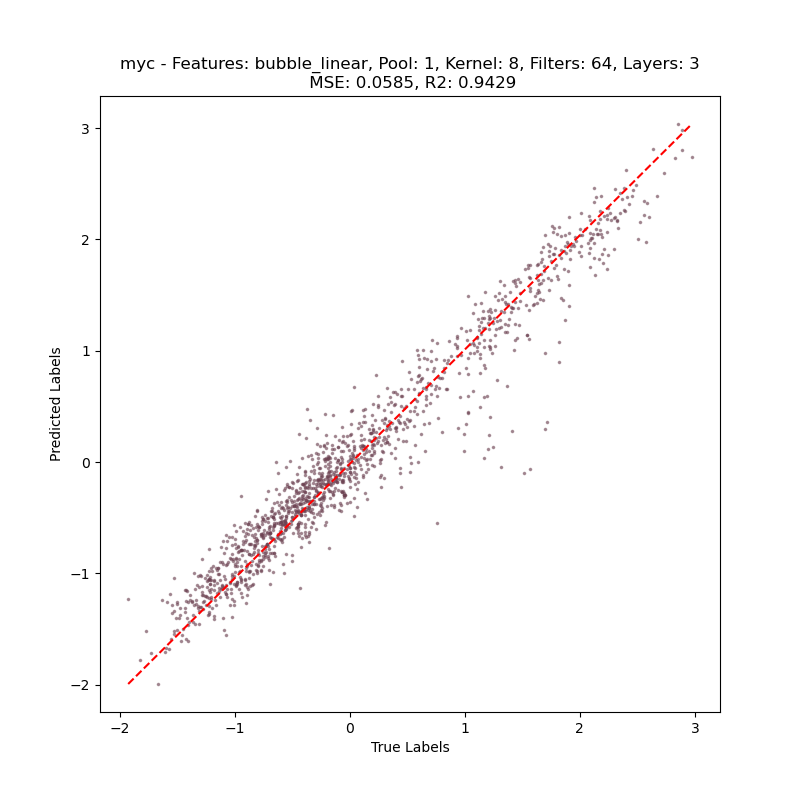 myc - Features: bubble_linear, Pool: 1, Kernel: 8, Filters: 64, Layers: 3
MSE: 0.0585, R2: 0.9429
3
2
1
0
−1
−2
Predicted Labels
−2 −1 0 1 2 3
True Labels